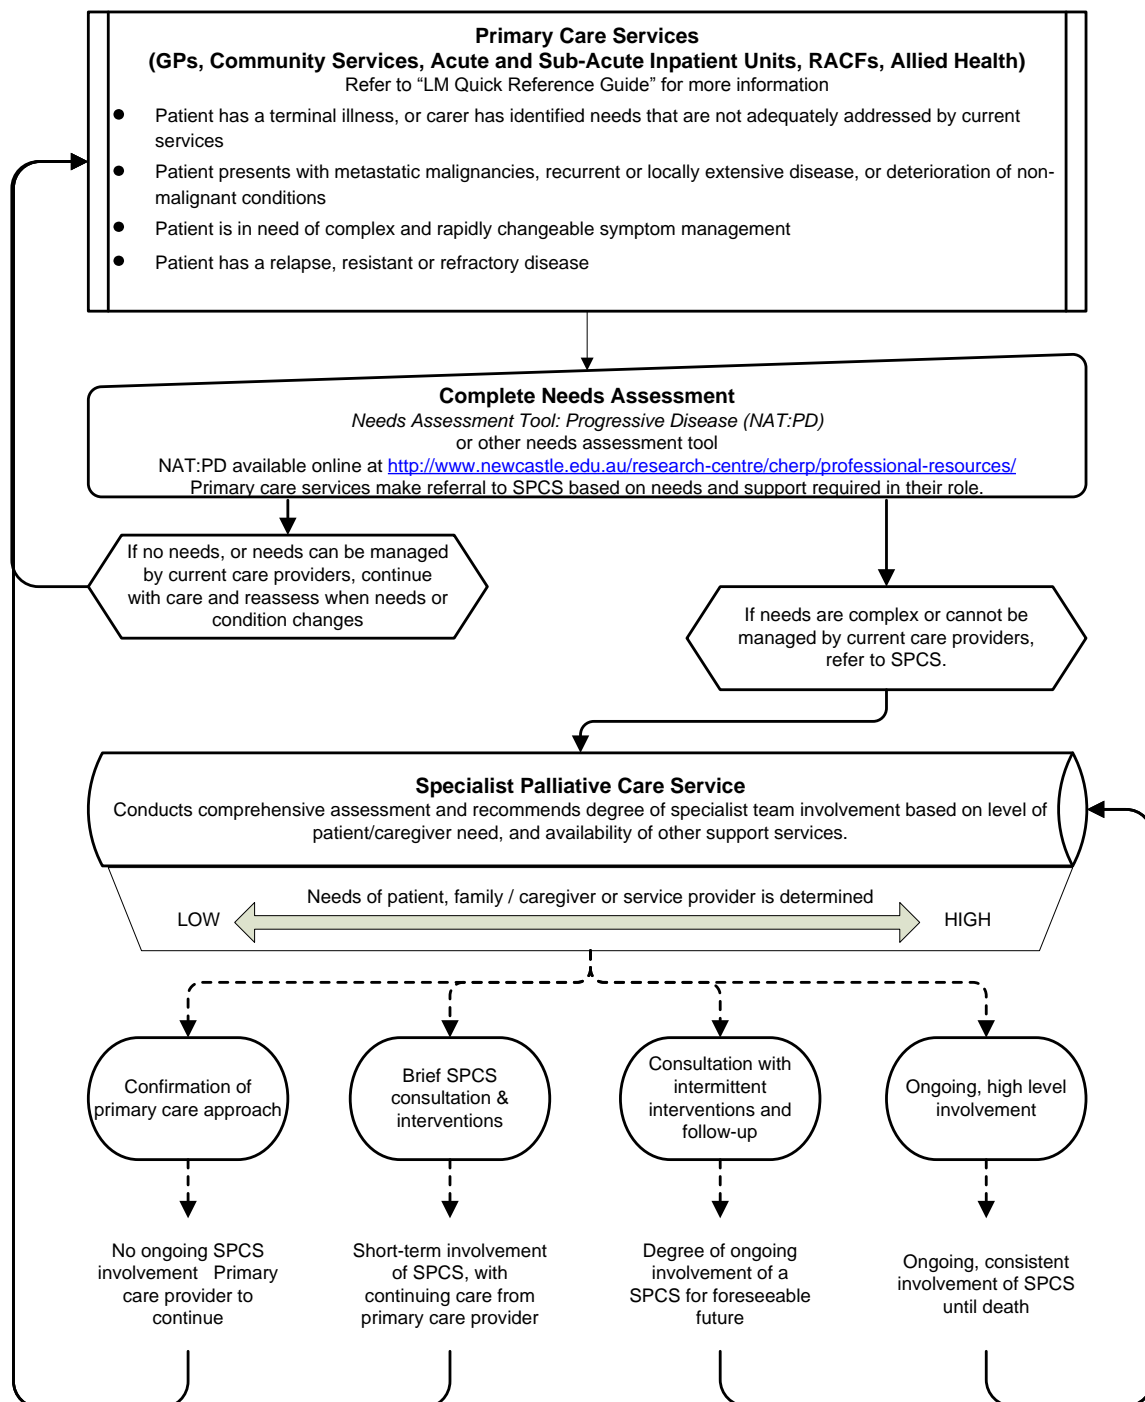 Primary Care Services
(GPs, Community Services, Acute and Sub-Acute Inpatient Units, RACFs, Allied Health)
Refer to “LM Quick Reference Guide” for more information
● Patient has a terminal illness, or carer has identified needs that are not adequately addressed by current
services
● Patient presents with metastatic malignancies, recurrent or locally extensive disease, or deterioration of non-
malignant conditions
● Patient is in need of complex and rapidly changeable symptom management
● Patient has a relapse, resistant or refractory disease
Complete Needs Assessment
Needs Assessment Tool: Progressive Disease (NAT:PD)
or other needs assessment tool
NAT:PD available online at http://www.newcastle.edu.au/research-centre/cherp/professional-resources/
Primary care services make referral to SPCS based on needs and support required in their role.
If no needs, or needs can be managed
by current care providers, continue
with care and reassess when needs or
condition changes
If needs are complex or cannot be
managed by current care providers,
refer to SPCS.
Specialist Palliative Care Service
Conducts comprehensive assessment and recommends degree of specialist team involvement based on level of
patient/caregiver need, and availability of other support services.
Needs of patient, family / caregiver or service provider is determined
LOW
HIGH
Confirmation of
primary care approach
Brief SPCS
consultation &
interventions
Consultation with
intermittent
interventions and
follow-up
Ongoing, high level
involvement
No ongoing SPCS
involvement Primary
care provider to
continue
Short-term involvement
of SPCS, with
continuing care from
primary care provider
Degree of ongoing
involvement of a
SPCS for foreseeable
future
Ongoing, consistent
involvement of SPCS
until death